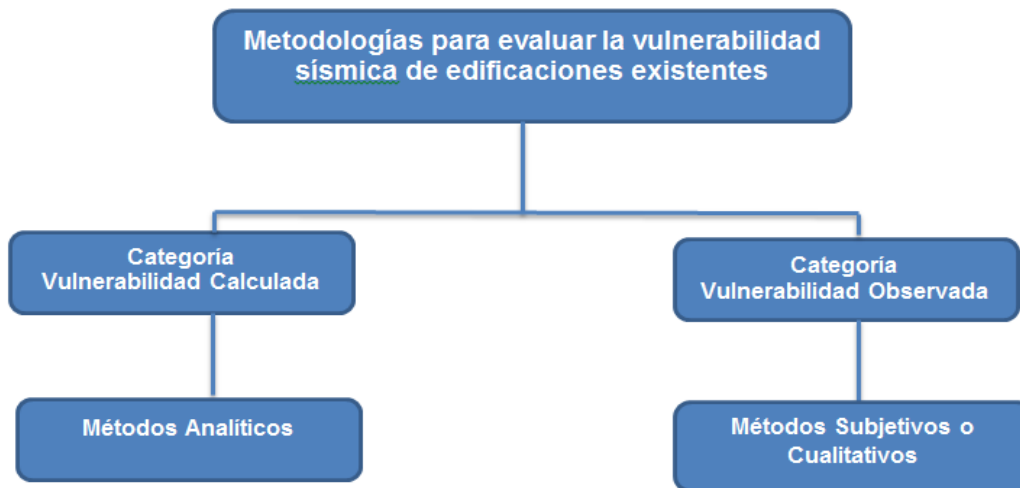 Metodologías para evaluar la vulnerabilidad
sísmica de edificaciones existentes
Categoría
Vulnerabilidad Calculada
Categoría
Vulnerabilidad Observada
Métodos Analíticos
Métodos Subjetivos o
Cualitativos